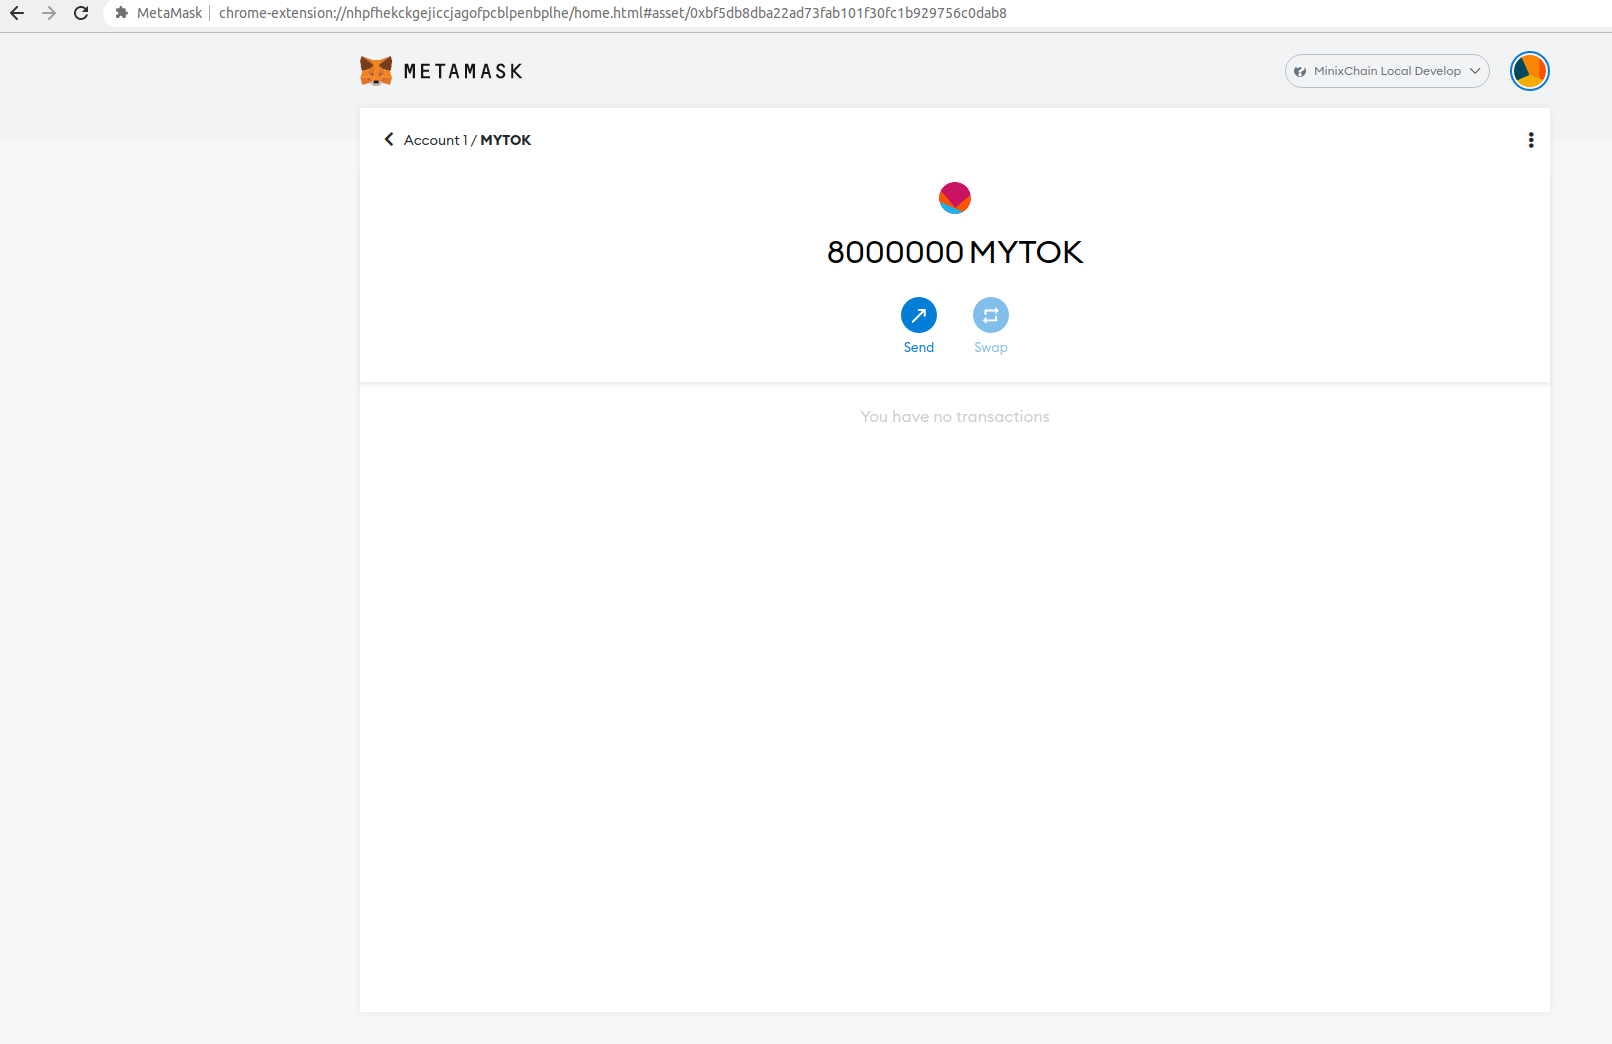 MetaMask chrome-extension://nhpfhekckgejiccjagofpcblpenbplhe/home.html#asset/0xbf5db8dba22ad73fab101f30fc1b929756c0dab8
METAMASK
MinixChain Local Develop
Account 1 / MYTOK
8000000 MYTOK
Send
Swap
You have no transactions